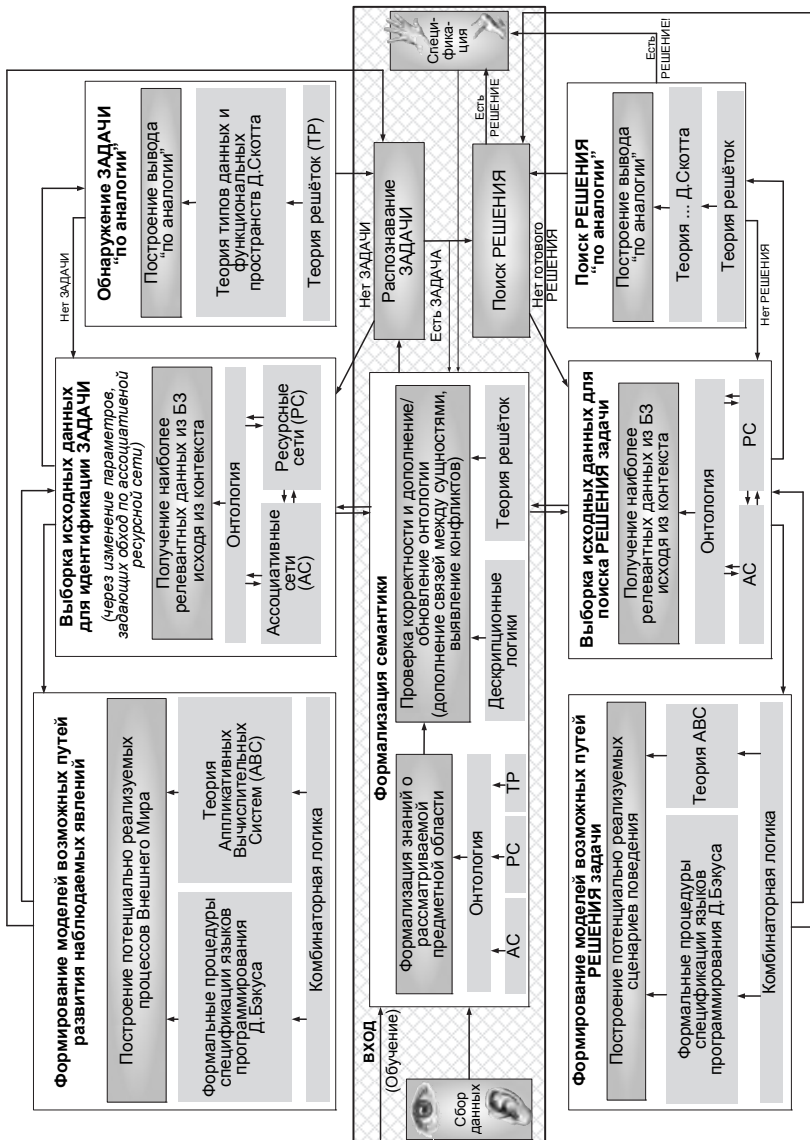 Формирование моделей возможных путей
развития наблюдаемых явлений
Построение потенциально реализуемых
процессов Внешнего Мира
Формальные процедуры
спецификации языков
программирования
Д.Бэкуса
Теория
Аппликативных
Вычислительных
Систем (АВС)
Комбинаторная логика
Выборка исходных данных
для идентификации ЗАДАЧИ
(через изменение параметров,
задающих обход по ассоциативной
ресурсной сети)
Получение наиболее
релевантных данных из БЗ
исходя из контекста
Онтология
Ассоциативные
сети (АС)
Ресурсные
сети (РС)
Нет ЗАДАЧИ
Обнаружение ЗАДАЧИ
“по аналогии”
Построение вывода
“по аналогии”
Теория типов данных и
функциональных
пространств Д.Скотта
Теория решёток (ТР)
ВХОД
(Обучение)
Сбор
данных
Формализация семантики
Формализация знаний о
рассматриваемой
предметной области
Онтология
АС
РС
ТР
Проверка корректности и дополнение/
обновление онтологии
(дополнение связей между сущностями,
выявление конфликтов)
Дескрипционные
логики
Теория решёток
Нет ЗАДАЧИ
Распознавание
ЗАДАЧИ
Есть ЗАДАЧА
Поиск РЕШЕНИЯ
Нет готового
РЕШЕНИЯ
Есть
РЕШЕНИЕ
Специ-
фика-
ция
Формирование моделей возможных путей
РЕШЕНИЯ задачи
Построение потенциально реализуемых
сценариев поведения
Формальные процедуры
спецификации языков
программирования Д.Бэкуса
Теория АВС
Комбинаторная логика
Выборка исходных данных для
поиска РЕШЕНИЯ задачи
Получение наиболее
релевантных данных из БЗ
исходя из контекста
Онтология
АС
РС
Нет РЕШЕНИЯ
Поиск РЕШЕНИЯ
“по аналогии”
Построение вывода
“по аналогии”
Теория ... Д.Скотта
Теория решёток
Есть
РЕШЕНИЕ!